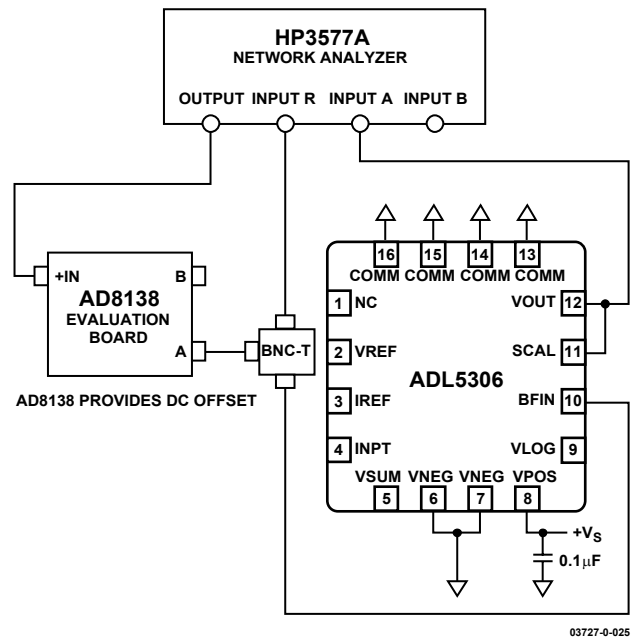 HP3577A
NETWORK ANALYZER
OUTPUT INPUT R INPUT A INPUT B
16 15 14 13
COMM COMM COMM COMM
+IN B
AD8138
EVALUATION
BOARD
A
BNC-T
AD8138 PROVIDES DC OFFSET
1 NC VOUT 12
2 VREF SCAL 11
ADL5306
3 IREF BFIN 10
4 INPT VLOG 9
VSUM VNEG VNEG VPOS
5 6 7 8
+VS
0.1μF
03727-0-025